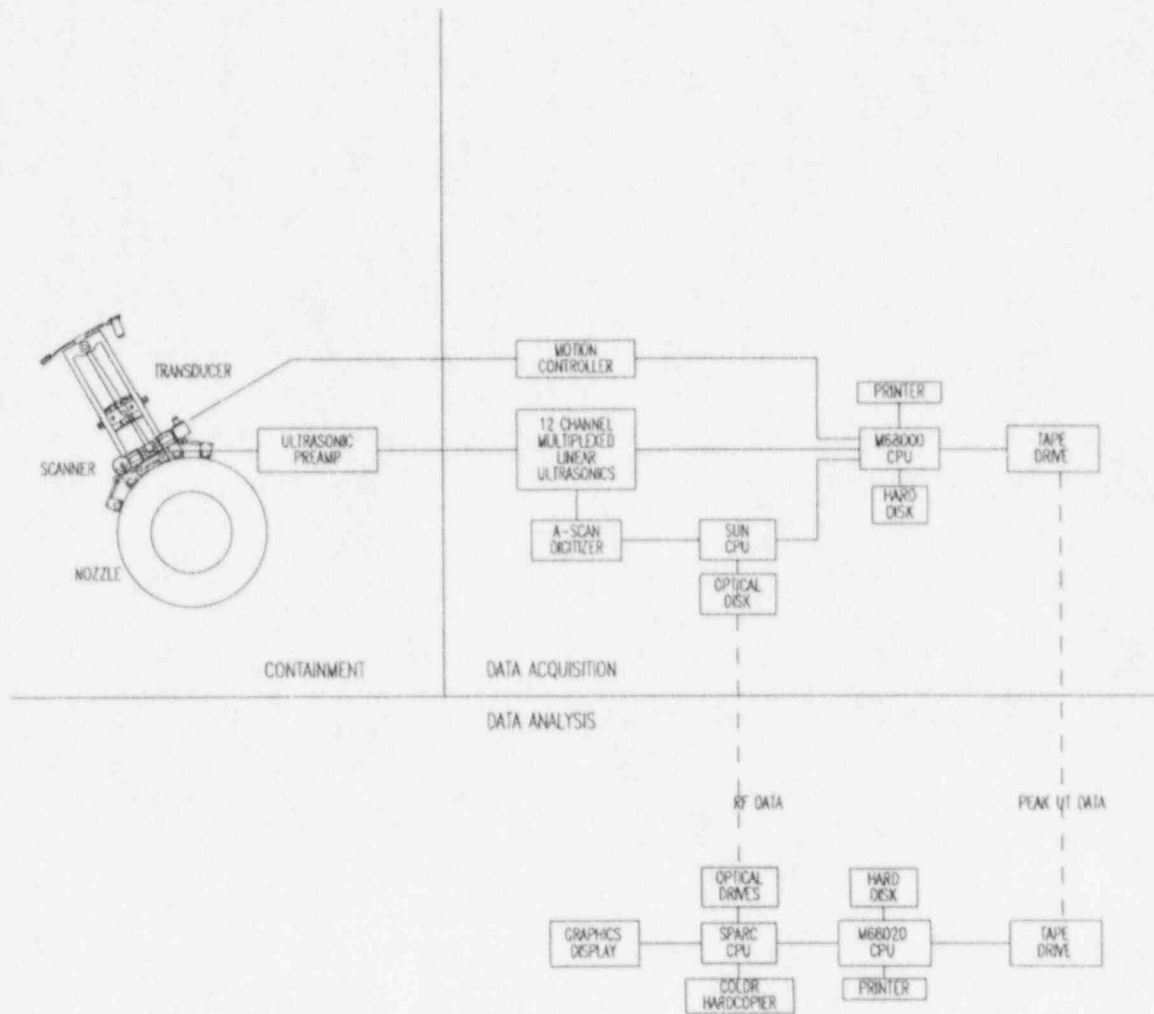 TRANSDUCER
SCANNER
NOZZLE
ULTRASONIC
PREAMP
MOTION
CONTROLLER
12 CHANNEL
MULTIPLEXED
LINEAR
ULTRASONICS
A-SCAN
DIGITIZER
SUN
CPU
OPTICAL
DISK
PRINTER
M68000
CPU
HARD
DISK
TAPE
DRIVE
CONTAINMENT
DATA ACQUISITION
DATA ANALYSIS
RF DATA
PEAK UT DATA
OPTICAL
DRIVES
HARD
DISK
GRAPHICS
DISPLAY
SPARC
CPU
M68020
CPU
TAPE
DRIVE
COLOR
HARDCOPIER
PRINTER